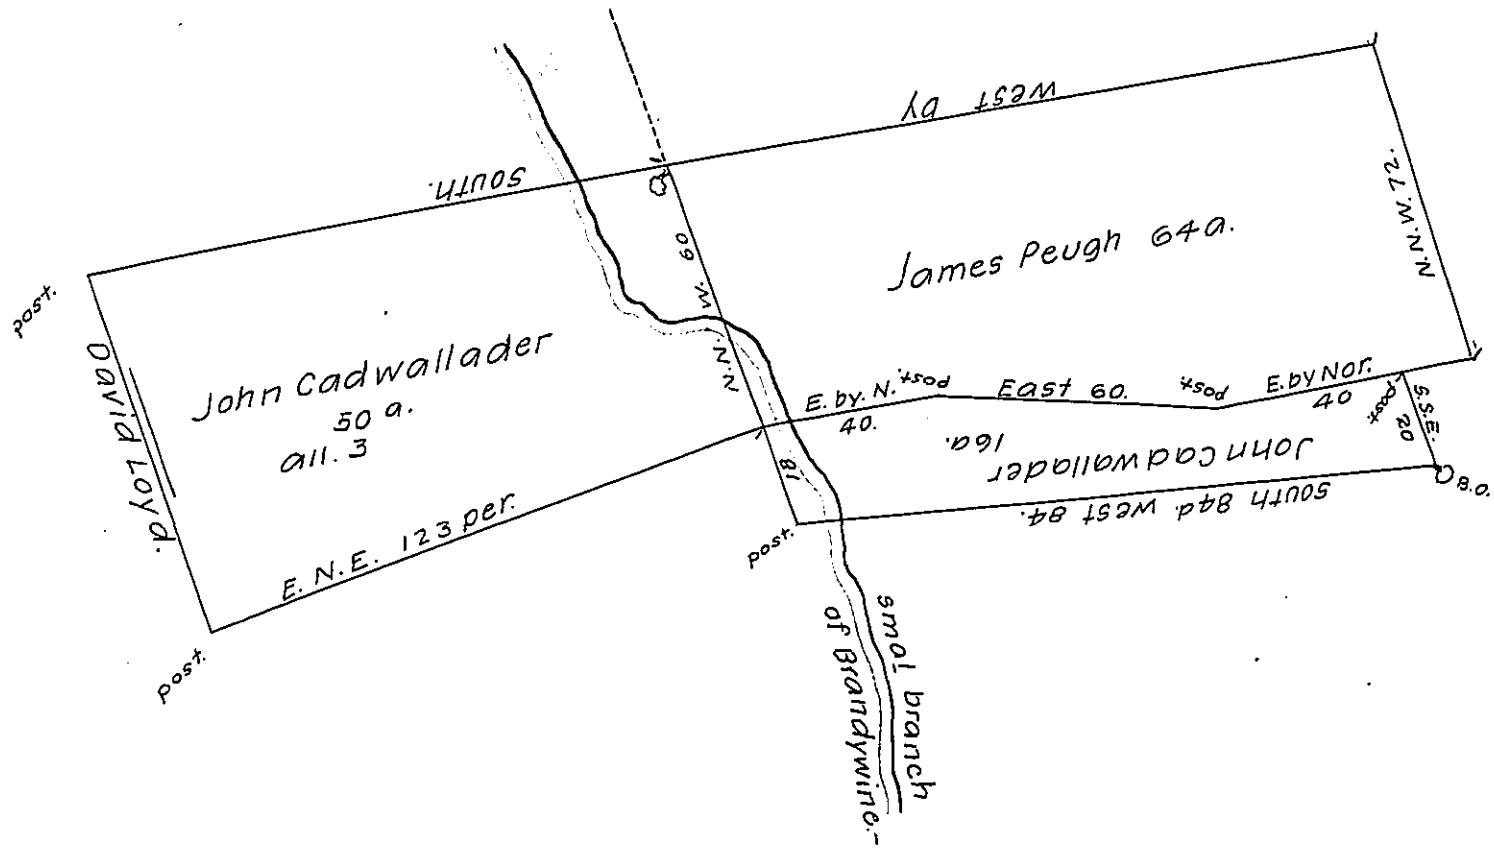 West by
South.
N.N.W. 72.
James Peugh 64a.
N.N.W. 60
post.
David Loyd.
John Cadwallader
50 a.
all. 3
E. by. N.
40.
post.
East 60.
post.
E. by Nor.
40
post.
S.S.E.
20
B.O.
16a.
John Cadwallader
South 84d. West 84.
18
post.
E. N. E. 123 per.
post.
smal branch
of Brandywine.-